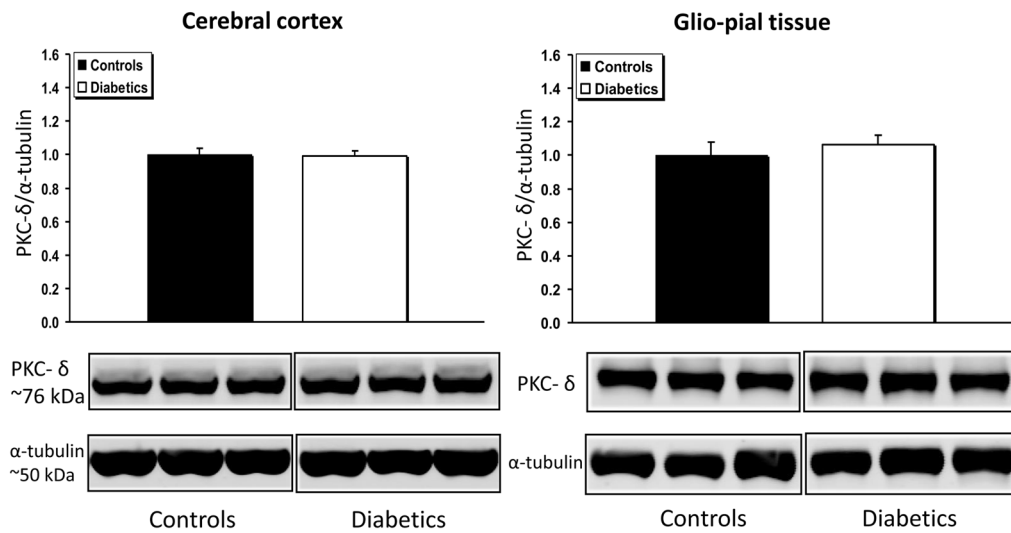 Cerebral cortex
PKC-δ/α-tubulin
1.6
1.4
1.2
1.0
0.8
0.6
0.4
0.2
0.0
Controls
Diabetics
PKC- δ
~76 kDa
α-tubulin
~50 kDa
Controls
Diabetics
Glio-pial tissue
PKC- δ/α-tubulin
1.6
1.4
1.2
1.0
0.8
0.6
0.4
0.2
0.0
Controls
Diabetics
PKC- δ
α-tubulin
Controls
Diabetics